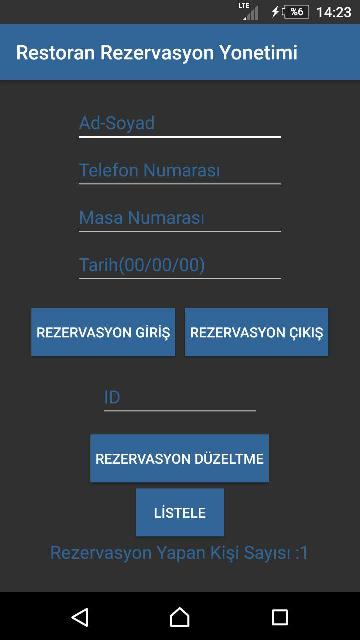 LTE %6 14:23
Restoran Rezervasyon Yonetimi
Ad-Soyad
Telefon Numarası
Masa Numarası
Tarih(00/00/00)
REZERVASYON GİRİŞ REZERVASYON ÇIKIŞ
ID
REZERVASYON DÜZELTME
LİSTELE
Rezervasyon Yapan Kişi Sayısı :1